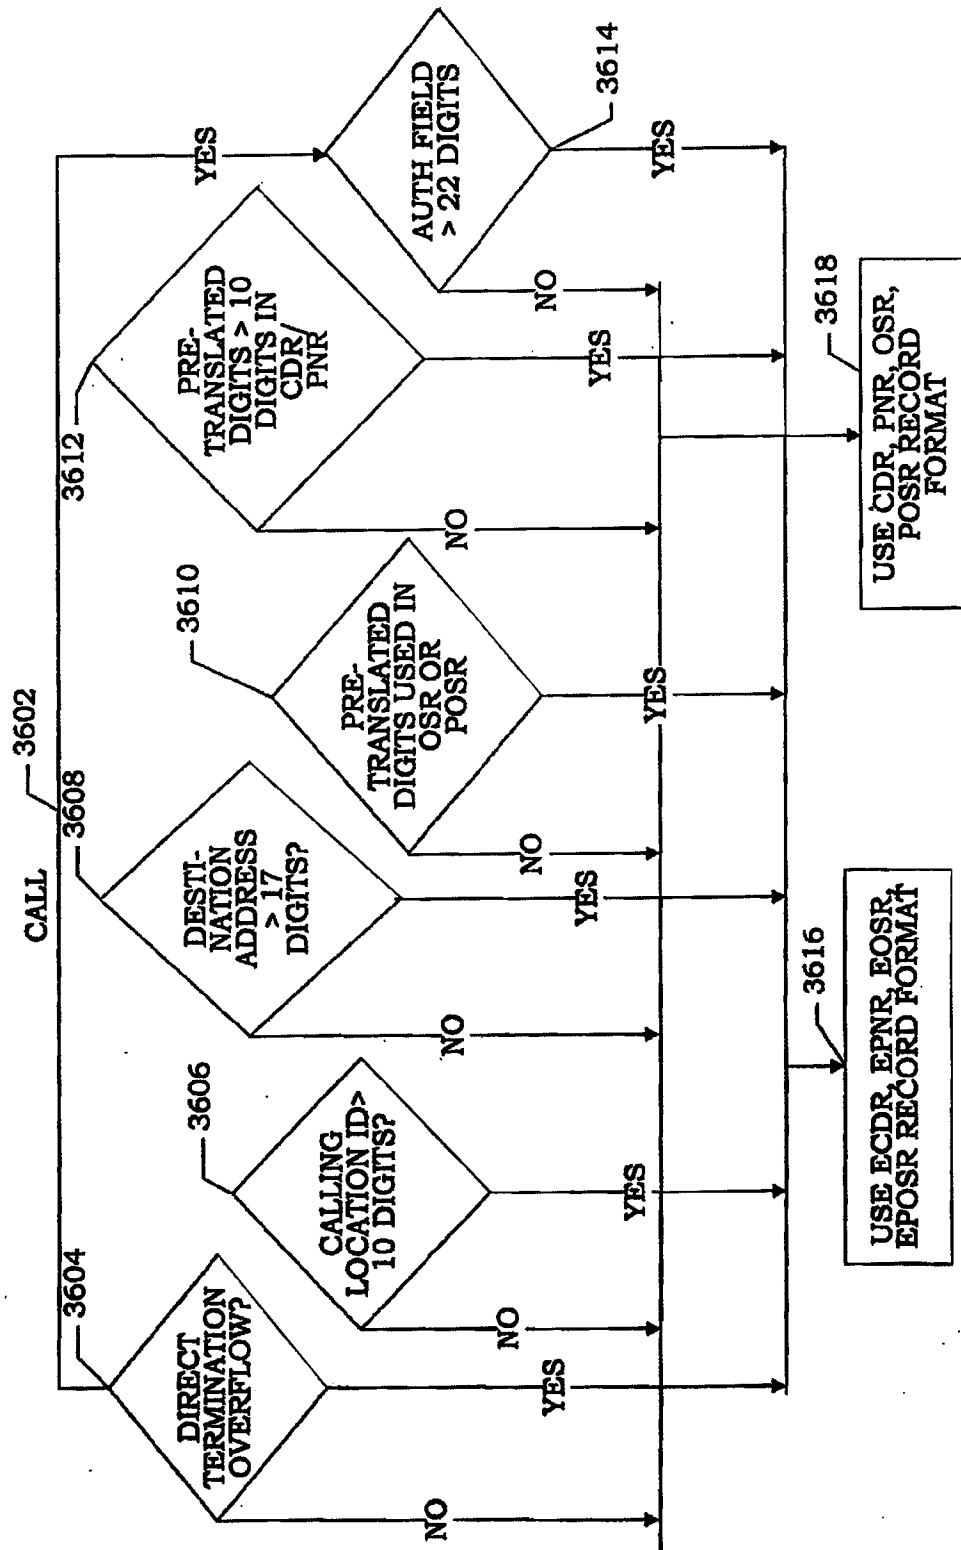 CALL
3602
3604
DIRECT
TERMINATION
OVERFLOW?
NO
YES
3606
CALLING
LOCATION ID>
10 DIGITS?
NO
YES
3608
DESTI-
NATION
ADDRESS
> 17
DIGITS?
NO
YES
3610
PRE-
TRANSLATED
DIGITS USED IN
OSR OR
POSR
NO
YES
3612
PRE-
TRANSLATED
DIGITS > 10
DIGITS IN
CDR/
PNR
NO
YES
YES
AUTH FIELD
> 22 DIGITS
3614
NO
YES
3616
USE ECDR, EPNR, EOSR,
EPOSR RECORD FORMAT
3618
USE CDR, PNR, OSR,
POSR RECORD
FORMAT